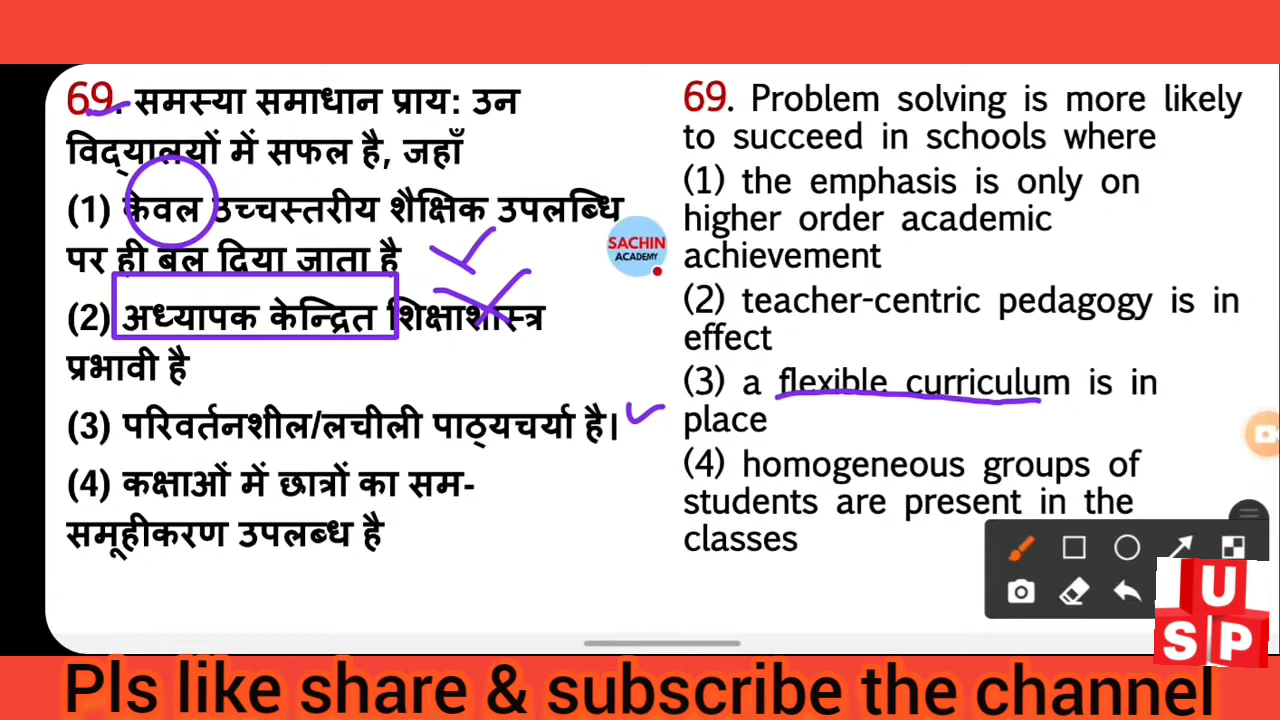 69. समस्या समाधान प्राय: उन
विद्यालयों में सफल है, जहाँ
(1) केवल उच्चस्तरीय शैक्षिक उपलब्धि
पर ही बल दिया जाता है
(2) अध्यापक केन्द्रित शिक्षाशास्त्र
प्रभावी है
(3) परिवर्तनशील/लचीली पाठ्यचर्या है।
(4) कक्षाओं में छात्रों का सम-
समूहीकरण उपलब्ध है
SACHIN
ACADEMY
69. Problem solving is more likely
to succeed in schools where
(1) the emphasis is only on
higher order academic
achievement
(2) teacher-centric pedagogy is in
effect
(3) a flexible curriculum is in
place
(4) homogeneous groups of
students are present in the
classes
U
S P
Pls like share & subscribe the channel